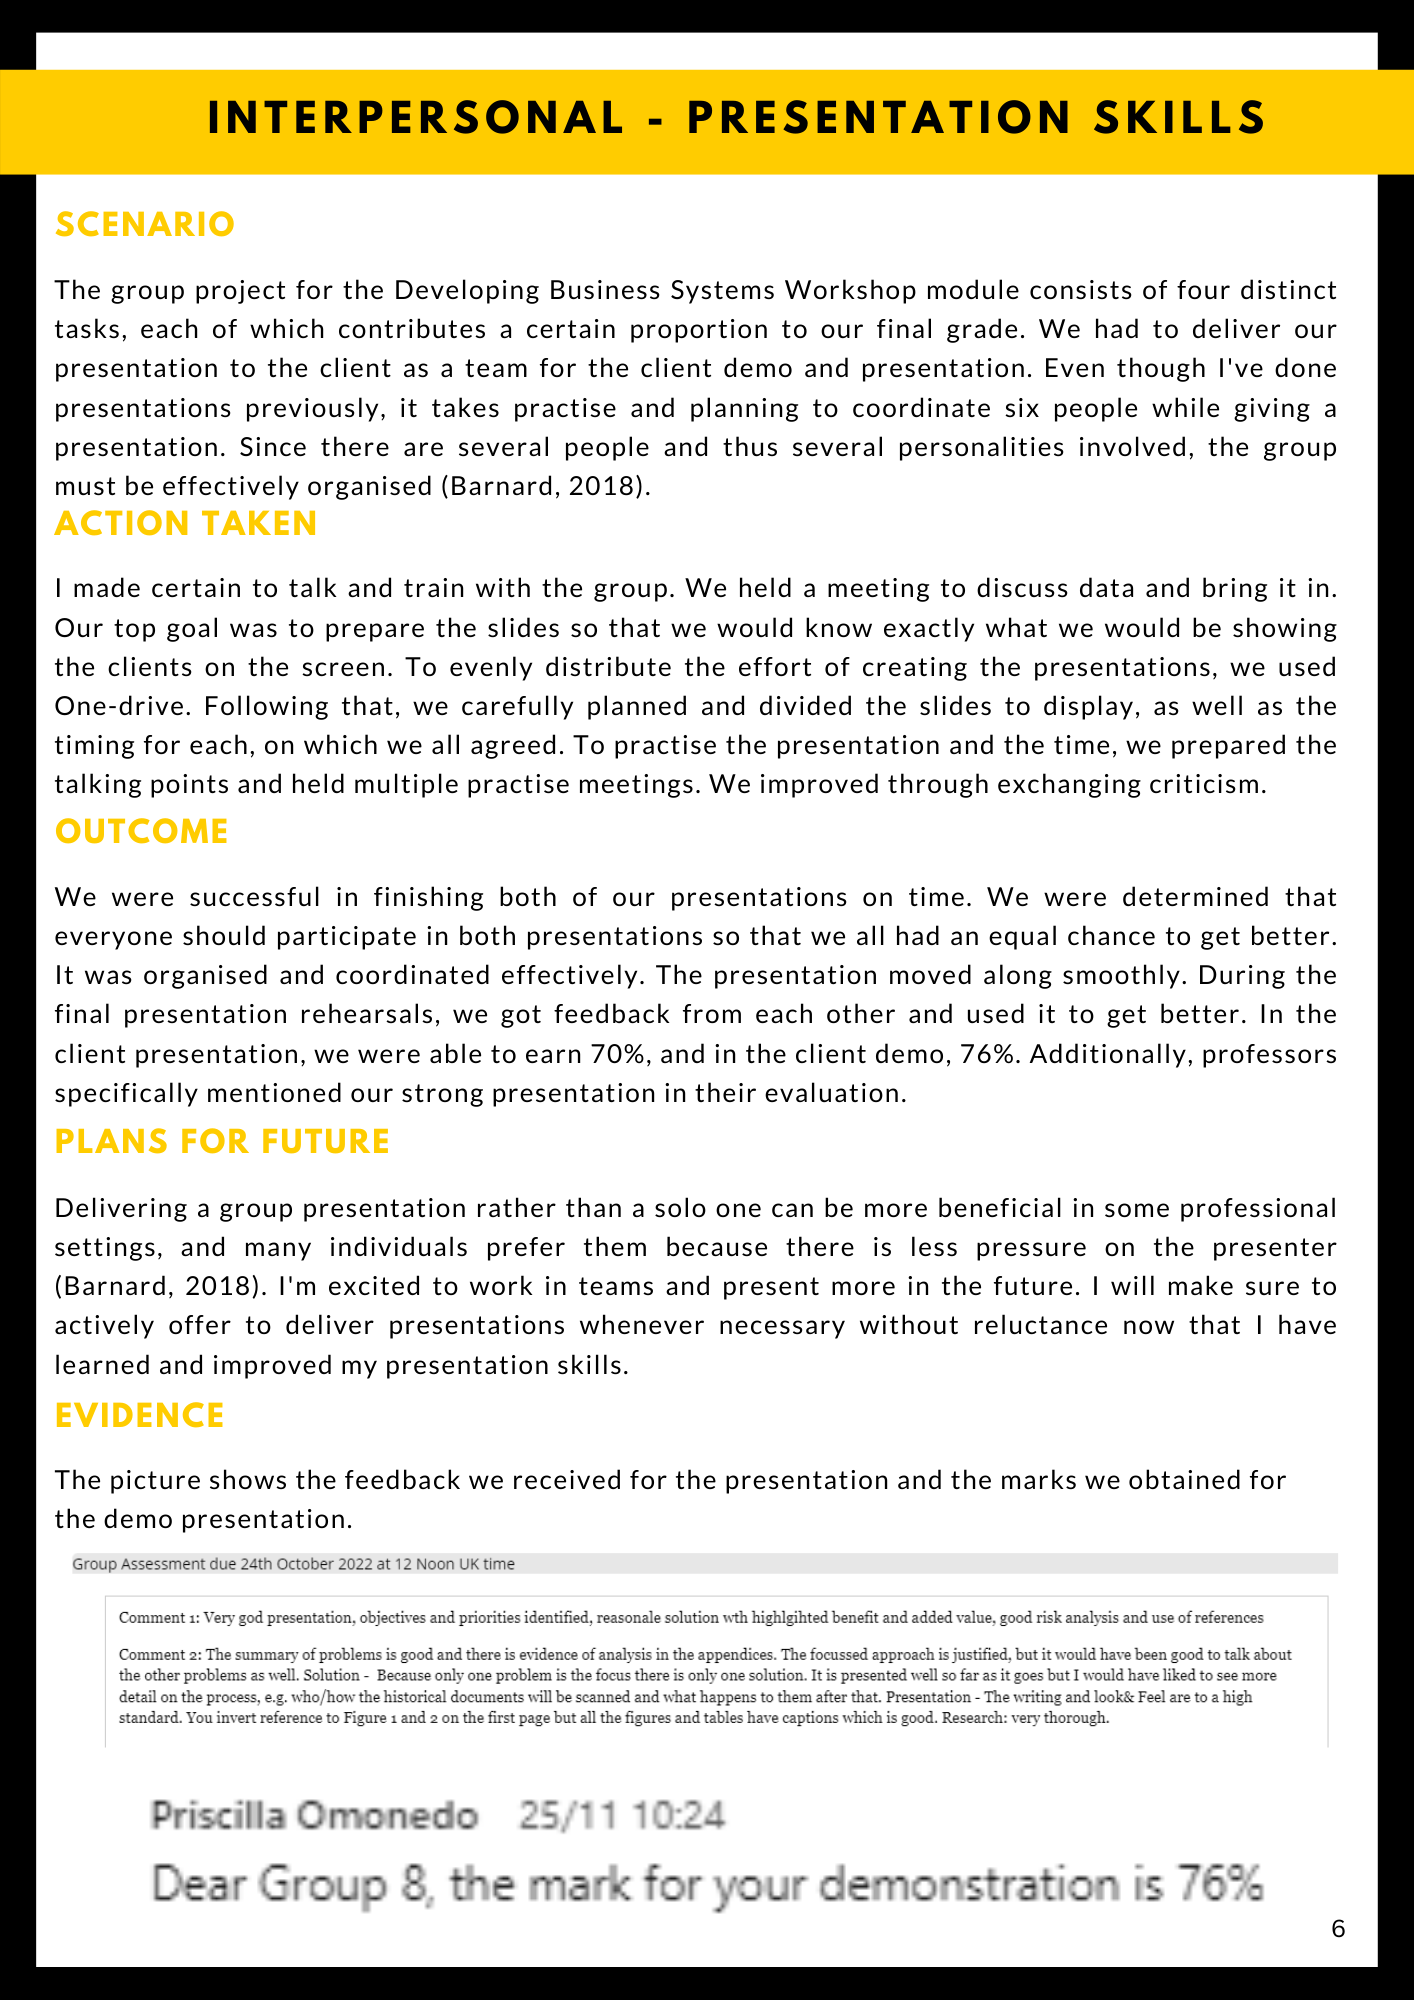 INTERPERSONAL - PRESENTATION SKILLS
SCENARIO
The group project for the Developing Business Systems Workshop module consists of four distinct
tasks, each of which contributes a certain proportion to our final grade. We had to deliver our
presentation to the client as a team for the client demo and presentation. Even though I've done
presentations previously, it takes practise and planning to coordinate six people while giving a
presentation. Since there are several people and thus several personalities involved, the group
must be effectively organised (Barnard, 2018).
ACTION TAKEN
I made certain to talk and train with the group. We held a meeting to discuss data and bring it in.
Our top goal was to prepare the slides so that we would know exactly what we would be showing
the clients on the screen. To evenly distribute the effort of creating the presentations, we used
One-drive. Following that, we carefully planned and divided the slides to display, as well as the
timing for each, on which we all agreed. To practise the presentation and the time, we prepared the
talking points and held multiple practise meetings. We improved through exchanging criticism.
OUTCOME
We were successful in finishing both of our presentations on time. We were determined that
everyone should participate in both presentations so that we all had an equal chance to get better.
It was organised and coordinated effectively. The presentation moved along smoothly. During the
final presentation rehearsals, we got feedback from each other and used it to get better. In the
client presentation, we were able to earn 70%, and in the client demo, 76%. Additionally, professors
specifically mentioned our strong presentation in their evaluation.
PLANS FOR FUTURE
Delivering a group presentation rather than a solo one can be more beneficial in some professional
settings, and many individuals prefer them because there is less pressure on the presenter
(Barnard, 2018). I'm excited to work in teams and present more in the future. I will make sure to
actively offer to deliver presentations whenever necessary without reluctance now that I have
learned and improved my presentation skills.
EVIDENCE
The picture shows the feedback we received for the presentation and the marks we obtained for
the demo presentation.
Group Assessment due 24th October 2022 at 12 Noon UK time
Comment 1: Very god presentation, objectives and priorities identified, reasonale solution wth highlgihted benefit and added value, good risk analysis and use of references
Comment 2: The summary of problems is good and there is evidence of analysis in the appendices. The focussed approach is justified, but it would have been good to talk about
the other problems as well. Solution - Because only one problem is the focus there is only one solution. It is presented well so far as it goes but I would have liked to see more
detail on the process, e.g. who/how the historical documents will be scanned and what happens to them after that. Presentation - The writing and look& Feel are to a high
standard. You invert reference to Figure 1 and 2 on the first page but all the figures and tables have captions which is good. Research: very thorough.
Priscilla Omonedo 25/11 10:24
Dear Group 8, the mark for your demonstration is 76%
6